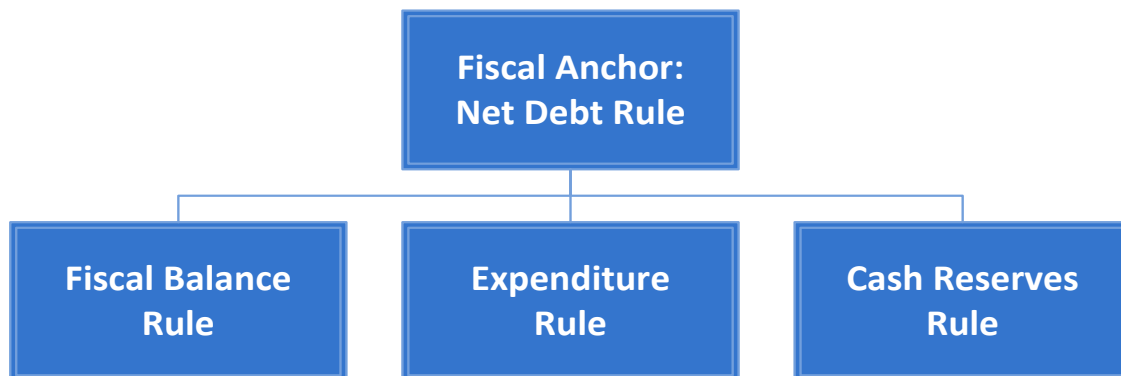 Fiscal Anchor:
Net Debt Rule
Fiscal Balance
Rule
Expenditure
Rule
Cash Reserves
Rule